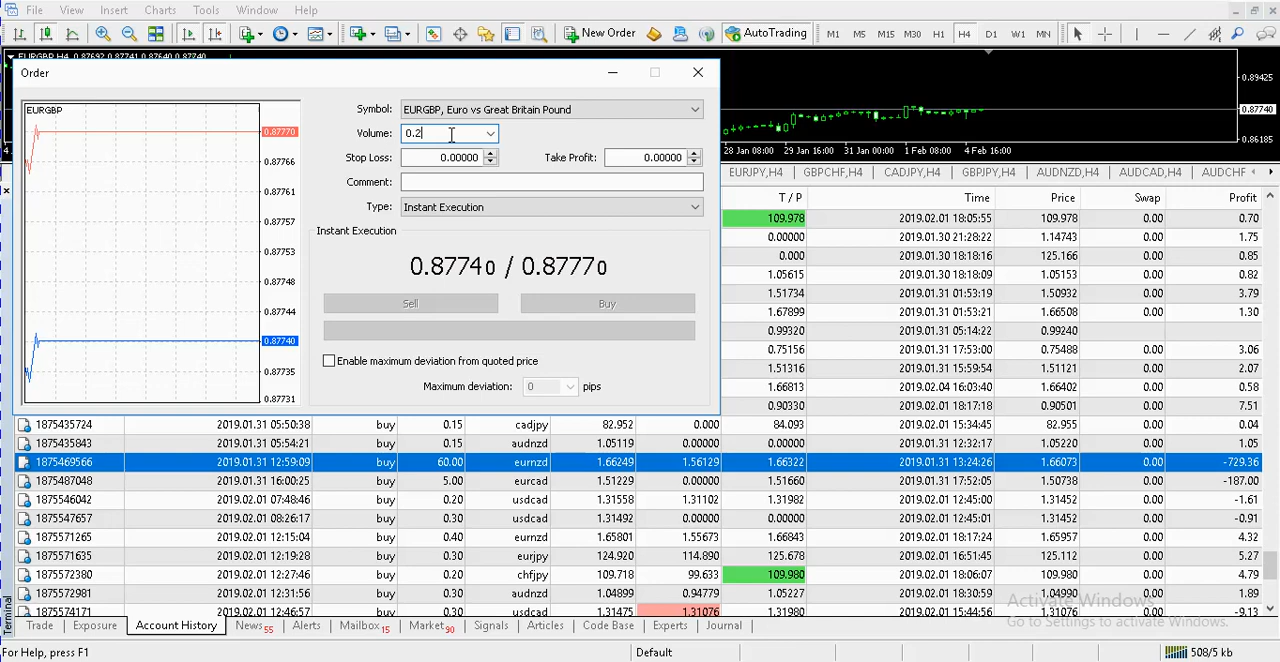 File View Insert Charts Tools Window Help
New Order AutoTrading M1 M5 M15 M30 H1 H4 D1 W1 MN
EURGBP,H4 0.87692 0.87741 0.87640 0.87740
Order
0.89425
0.87740
0.86185
28 Jan 08:00 29 Jan 16:00 31 Jan 00:00 1 Feb 08:00 4 Feb 16:00
EURJPY,H4 GBPCHF,H4 CADJPY,H4 GBPJPY,H4 AUDNZD,H4 AUDCAD,H4 AUDCHF
EURGBP
0.87770
0.87766
0.87761
0.87757
0.87753
0.87748
0.87744
0.87740
0.87735
0.87731
Symbol: EURGBP, Euro vs Great Britain Pound
Volume: 0.2
Stop Loss: 0.00000 Take Profit: 0.00000
Comment:
Type: Instant Execution
Instant Execution
0.87740 / 0.87770
Sell Buy
Enable maximum deviation from quoted price
Maximum deviation: 0 pips
T / P Time Price Swap Profit
109.978 2019.02.01 18:05:55 109.978 0.00 0.70
0.00000 2019.01.30 21:28:22 1.14743 0.00 1.75
0.000 2019.01.30 18:18:16 125.166 0.00 0.85
1.05615 2019.01.30 18:18:09 1.05153 0.00 0.82
1.51734 2019.01.31 01:53:19 1.50932 0.00 3.79
1.67899 2019.01.31 01:53:21 1.66508 0.00 1.30
0.99320 2019.01.31 05:14:22 0.99240
0.75156 2019.01.31 17:53:00 0.75488 0.00 3.06
1.51316 2019.01.31 15:59:54 1.51121 0.00 2.07
1.66813 2019.02.04 16:03:40 1.66402 0.00 0.58
0.90330 2019.02.01 18:17:18 0.90501 0.00 7.51
1875435724 2019.01.31 05:50:38 buy 0.15 cadjpy 82.952 0.000 84.093 2019.02.01 15:34:45 82.955 0.00 0.04
1875435843 2019.01.31 05:54:21 buy 0.15 audnzd 1.05119 0.00000 0.00000 2019.01.31 12:32:17 1.05220 0.00 1.05
1875469566 2019.01.31 12:59:09 buy 60.00 eurnzd 1.66249 1.56129 1.66322 2019.01.31 13:24:26 1.66073 0.00 -729.36
1875487048 2019.01.31 16:00:25 buy 5.00 eurcad 1.51229 0.00000 1.51660 2019.01.31 17:52:05 1.50738 0.00 -187.00
1875546042 2019.02.01 07:48:46 buy 0.20 usdcad 1.31558 1.31102 1.31982 2019.02.01 12:45:00 1.31452 0.00 -1.61
1875547657 2019.02.01 08:26:17 buy 0.30 usdcad 1.31492 0.00000 0.00000 2019.02.01 12:45:01 1.31452 0.00 -0.91
1875571265 2019.02.01 12:15:04 buy 0.40 eurnzd 1.65801 1.55673 1.66843 2019.02.01 18:17:24 1.65957 0.00 4.32
1875571635 2019.02.01 12:19:28 buy 0.30 eurjpy 124.920 114.890 125.678 2019.02.01 16:51:45 125.112 0.00 5.27
1875572380 2019.02.01 12:27:46 buy 0.20 chfjpy 109.718 99.633 109.980 2019.02.01 18:06:07 109.980 0.00 4.79
1875572981 2019.02.01 12:31:56 buy 0.30 audnzd 1.04899 0.94779 1.05227 2019.02.01 18:30:59 1.04990 0.00 1.89
1875574171 2019.02.01 12:46:57 buy 0.30 usdcad 1.31475 1.31076 1.31980 2019.02.01 15:44:56 1.31076 0.00 -9.13
Activate Windows
Go to Settings to activate Windows.
Terminal
Trade Exposure Account History News 55 Alerts Mailbox 15 Market 90 Signals Articles Code Base Experts Journal
For Help, press F1 Default 508/5 kb